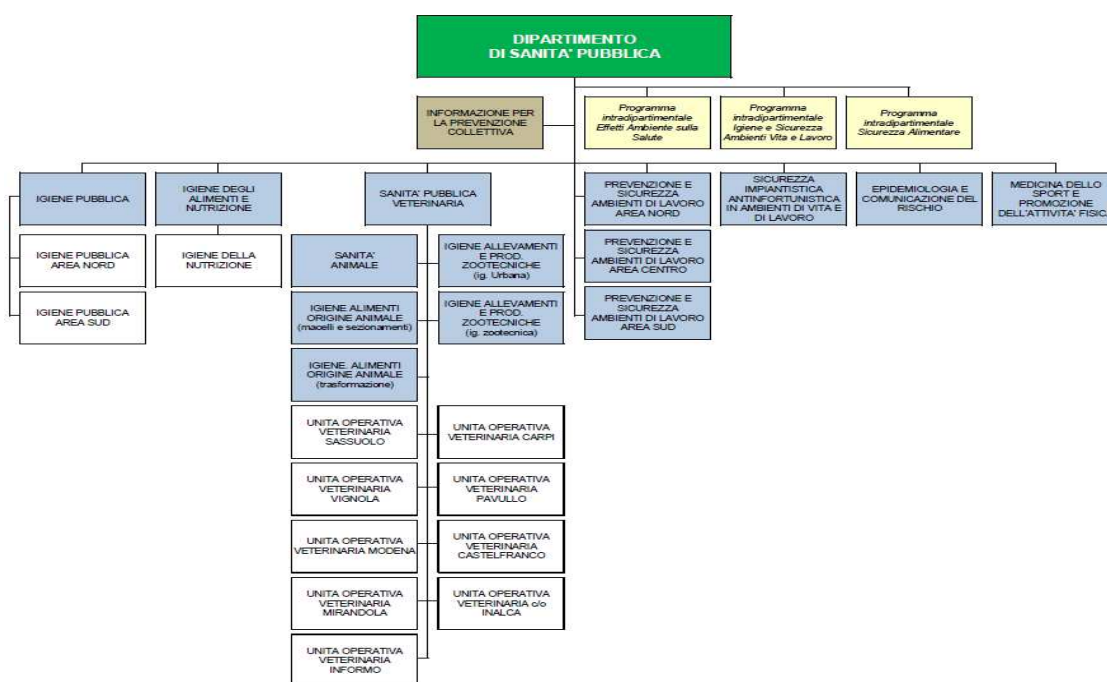 DIPARTIMENTO
DI SANITA' PUBBLICA
INFORMAZIONE PER
LA PREVENZIONE
COLLETTIVA
Programma
intradipartimentale
Effetti Ambiente sulla
Salute
Programma
intradipartimentale
Igiene e Sicurezza
Ambienti Vita e Lavoro
Programma
intradipartimentale
Sicurezza Alimentare
IGIENE PUBBLICA
IGIENE DEGLI
ALIMENTI E
NUTRIZIONE
SANITA' PUBBLICA
VETERINARIA
PREVENZIONE E
SICUREZZA
AMBIENTI DI LAVORO
AREA NORD
SICUREZZA
IMPIANTISTICA
ANTINFORTUNISTICA
IN AMBIENTI DI VITA E
DI LAVORO
EPIDEMIOLOGIA E
COMUNICAZIONE DEL
RISCHIO
MEDICINA DELLO
SPORT E
PROMOZIONE
DELL'ATTIVITA' FISICA
IGIENE PUBBLICA
AREA NORD
IGIENE DELLA
NUTRIZIONE
SANITA'
ANIMALE
IGIENE ALLEVAMENTI
E PROD.
ZOOTECNICHE
(ig. Urbana)
PREVENZIONE E
SICUREZZA
AMBIENTI DI LAVORO
AREA CENTRO
IGIENE PUBBLICA
AREA SUD
IGIENE ALIMENTI
ORIGINE ANIMALE
(macelli e sezionamenti)
IGIENE ALLEVAMENTI
E PROD.
ZOOTECNICHE
(ig. zootecnica)
PREVENZIONE E
SICUREZZA
AMBIENTI DI LAVORO
AREA SUD
IGIENE. ALIMENTI
ORIGINE ANIMALE
(trasformazione)
UNITA OPERATIVA
VETERINARIA
SASSUOLO
UNITA OPERATIVA
VETERINARIA CARPI
UNITA OPERATIVA
VETERINARIA
VIGNOLA
UNITA OPERATIVA
VETERINARIA
PAVULLO
UNITA OPERATIVA
VETERINARIA MODENA
UNITA OPERATIVA
VETERINARIA
CASTELFRANCO
UNITA OPERATIVA
VETERINARIA
MIRANDOLA
UNITA OPERATIVA
VETERINARIA c/o
INALCA
UNITA OPERATIVA
VETERINARIA
INFORMO